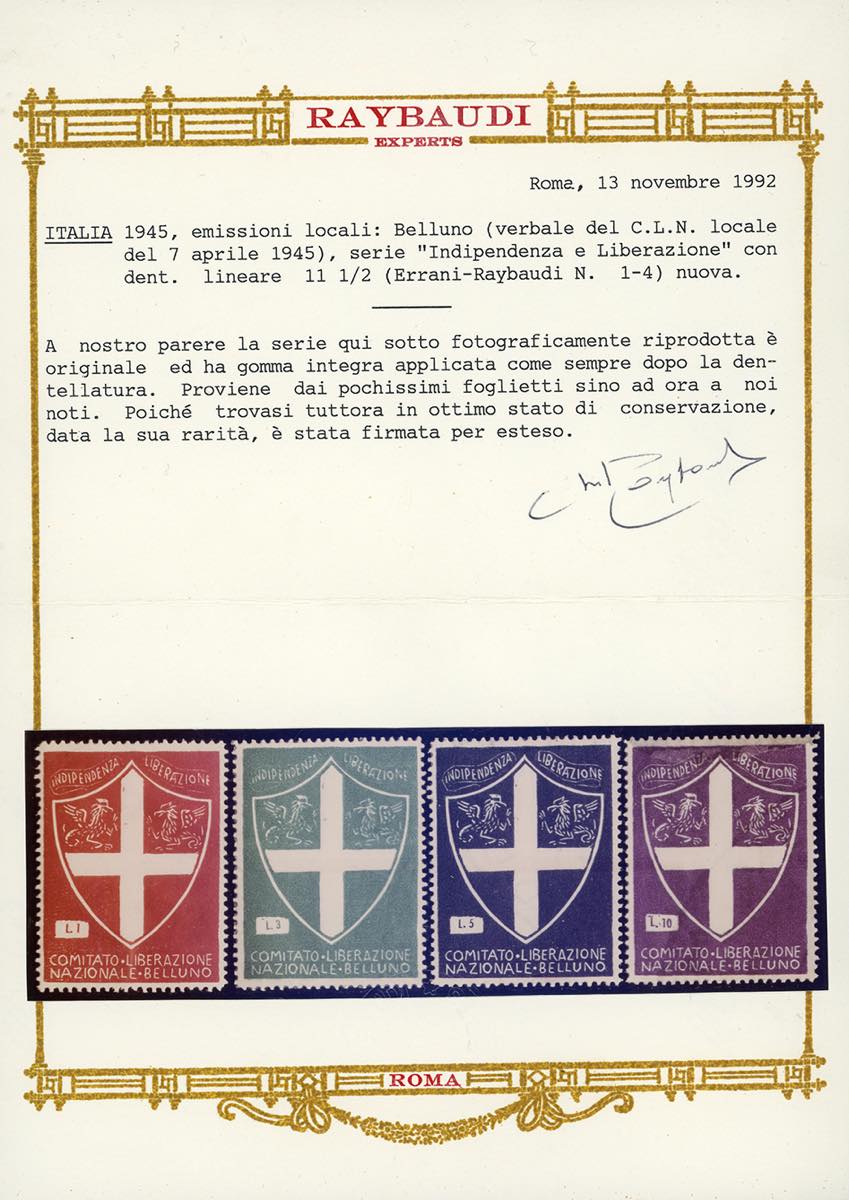 RAYBAUDI
EXPERTS
Roma, 13 novembre 1992
ITALIA 1945, emissioni locali: Belluno (verbale del C.L.N. locale
del 7 aprile 1945), serie "Indipendenza e Liberazione" con
dent. lineare 11 1/2 (Errani-Raybaudi N. 1-4) nuova.
A nostro parere la serie qui sotto fotograficamente riprodotta è
originale ed ha gomma integra applicata come sempre dopo la den-
tellatura. Proviene dai pochissimi foglietti sino ad ora a noi
noti. Poiché trovasi tuttora in ottimo stato di conservazione,
data la sua rarità, è stata firmata per esteso.
INDIPENDENZA LIBERAZIONE
L.1
COMITATO·LIBERAZIONE
NAZIONALE·BELLUNO
INDIPENDENZA LIBERAZIONE
L.3
COMITATO·LIBERAZIONE
NAZIONALE·BELLUNO
INDIPENDENZA LIBERAZIONE
L.5
COMITATO·LIBERAZIONE
NAZIONALE·BELLUNO
INDIPENDENZA LIBERAZIONE
L.10
COMITATO·LIBERAZIONE
NAZIONALE·BELLUNO
ROMA